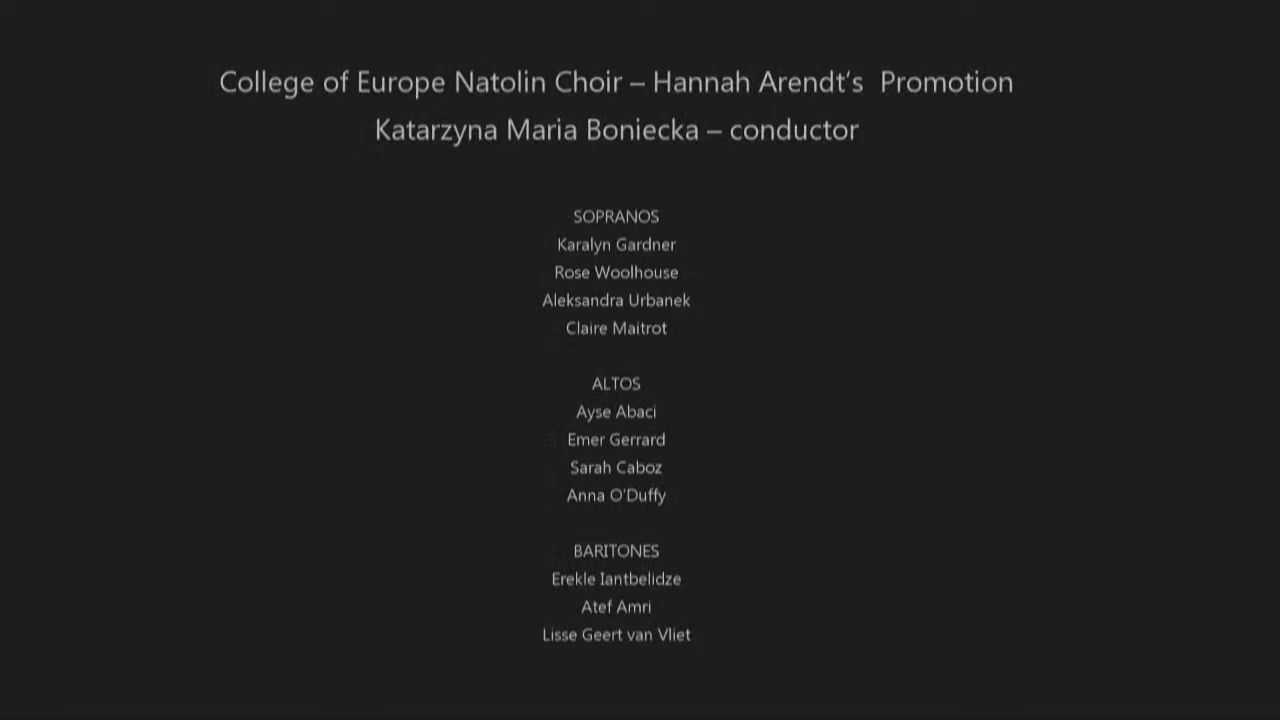 College of Europe Natolin Choir – Hannah Arendt‘s  Promotion
Katarzyna Maria Boniecka – conductor
SOPRANOS
Karalyn Gardner
Rose Woolhouse
Aleksandra Urbanek
Claire Maitrot
ALTOS
Ayse Abaci
Emer Gerrard
Sarah Caboz
Anna O'Duffy
BARITONES
Erekle Iantbelidze
Atef Amri
Lisse Geert van Vliet